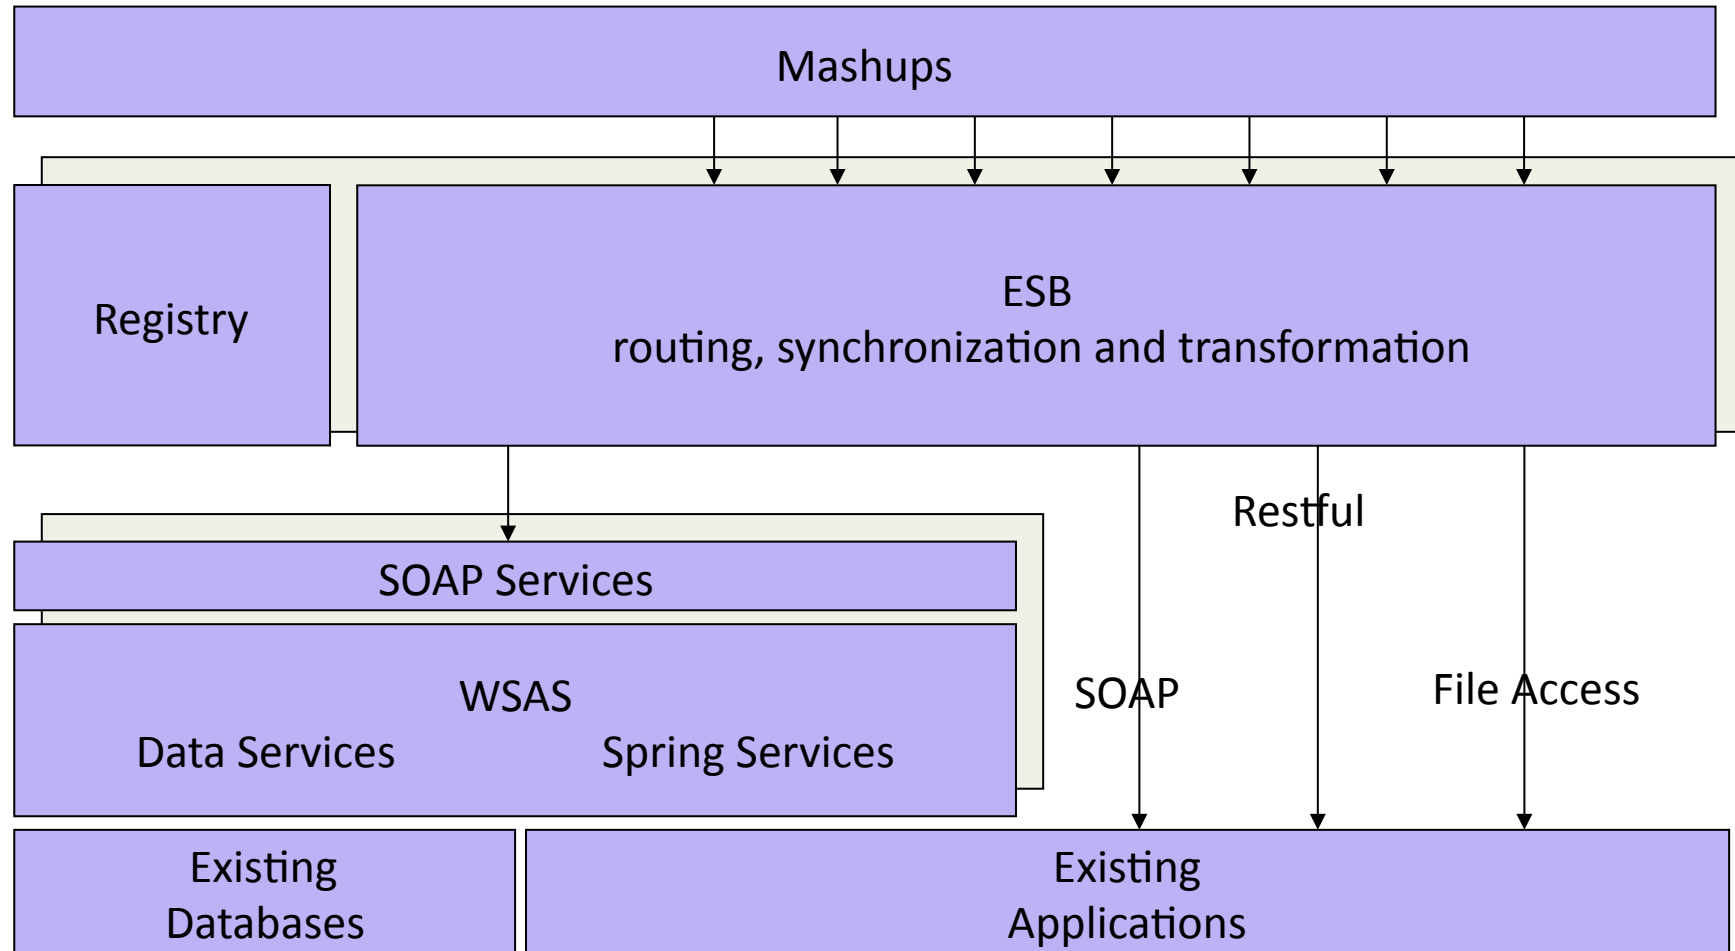 Mashups
Registry
ESB
routing, synchronization and transformation
Restful
SOAP Services
WSAS
Data Services Spring Services
SOAP
File Access
Existing
Databases
Existing
Applications